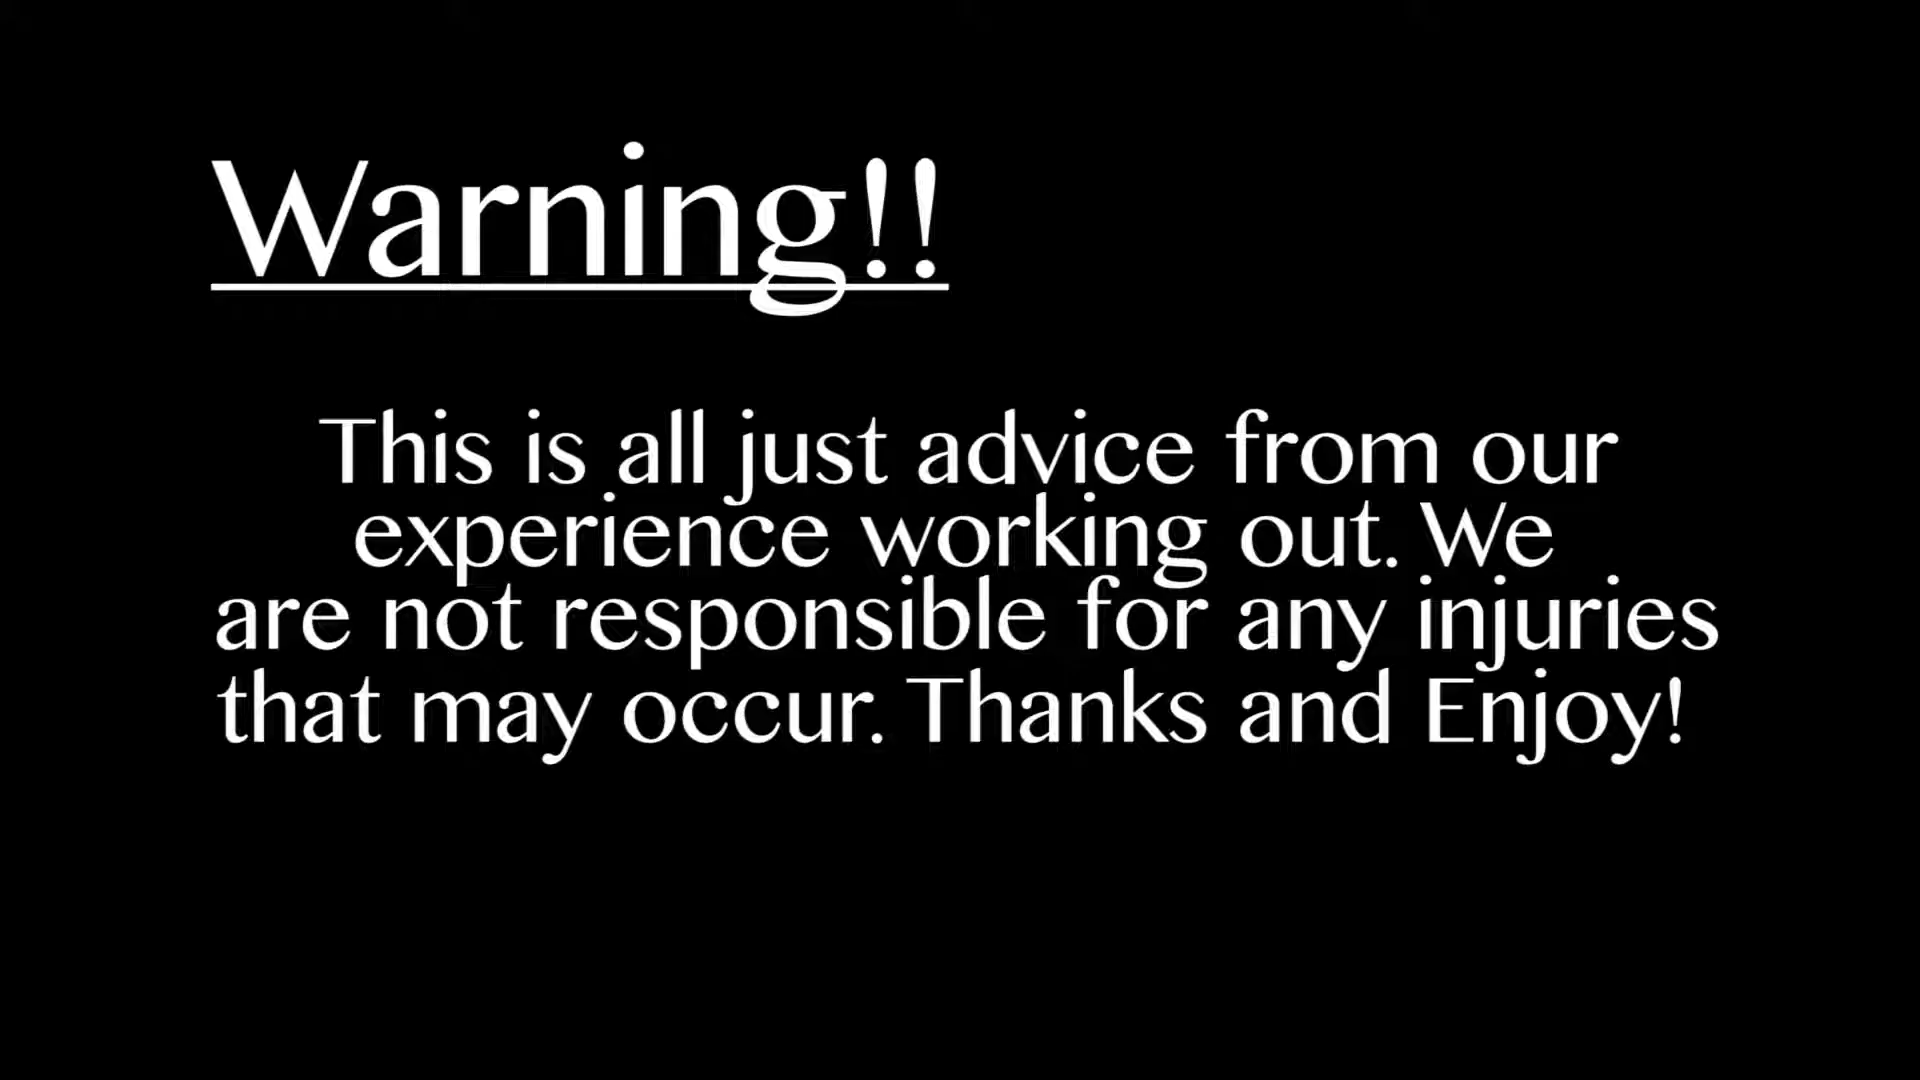 Warning!!
This is all just advice from our
experience working out. We
are not responsible for any injuries
that may occur. Thanks and Enjoy!